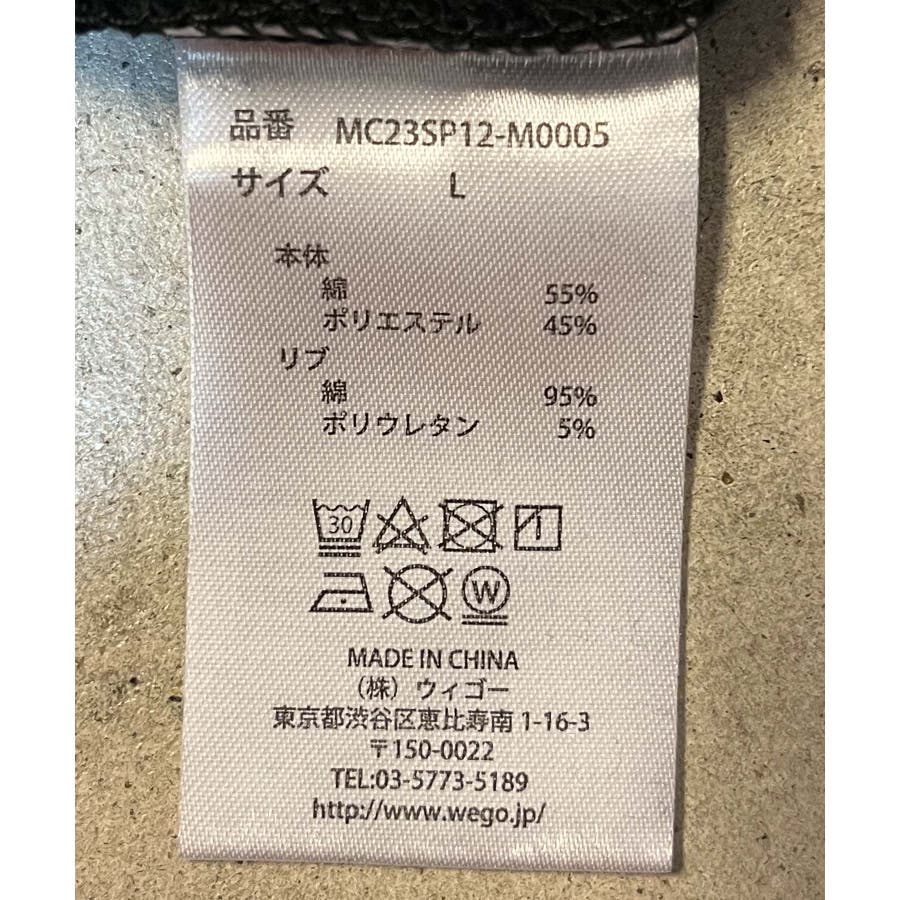 品番 MC23SP12-M0005
サイズ L
本体
綿 55%
ポリエステル 45%
リブ
綿 95%
ポリウレタン 5%
30
W
MADE IN CHINA
(株) ウィゴー
東京都渋谷区恵比寿南 1-16-3
〒150-0022
TEL:03-5773-5189
http://www.wego.jp/